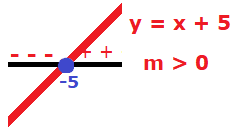 y = x + 5
- - - + +
m > 0
-5